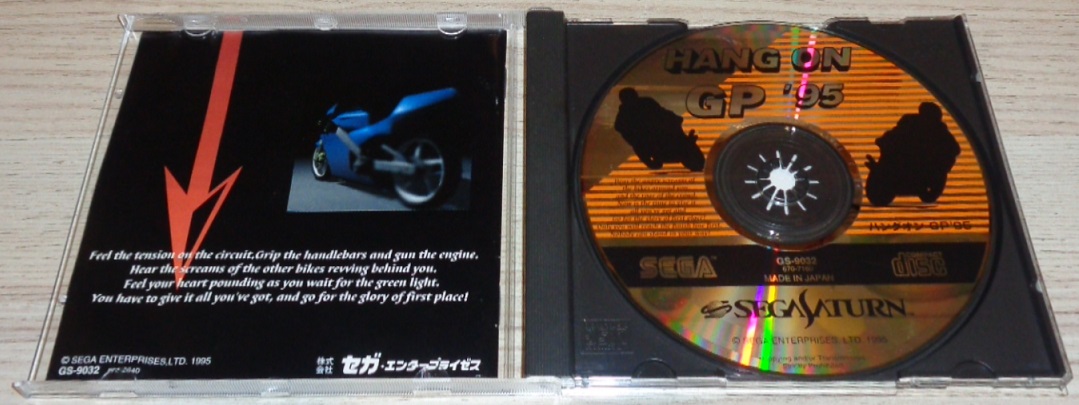 Feel the tension on the circuit.Grip the handlebars and gun the engine.
Hear the screams of the other bikes revving behind you.
Feel your heart pounding as you wait for the green light.
You have to give it all you've got, and go for the glory of first place!
© SEGA ENTERPRISES,LTD. 1995
GS-9032
株式会社 セガ・エンタープライゼス
HANG ON
GP '95
ハングオン GP'95
SEGA
GS-9032
MADE IN JAPAN
disc
SEGASATURN
© SEGA ENTERPRISES,LTD. 1995